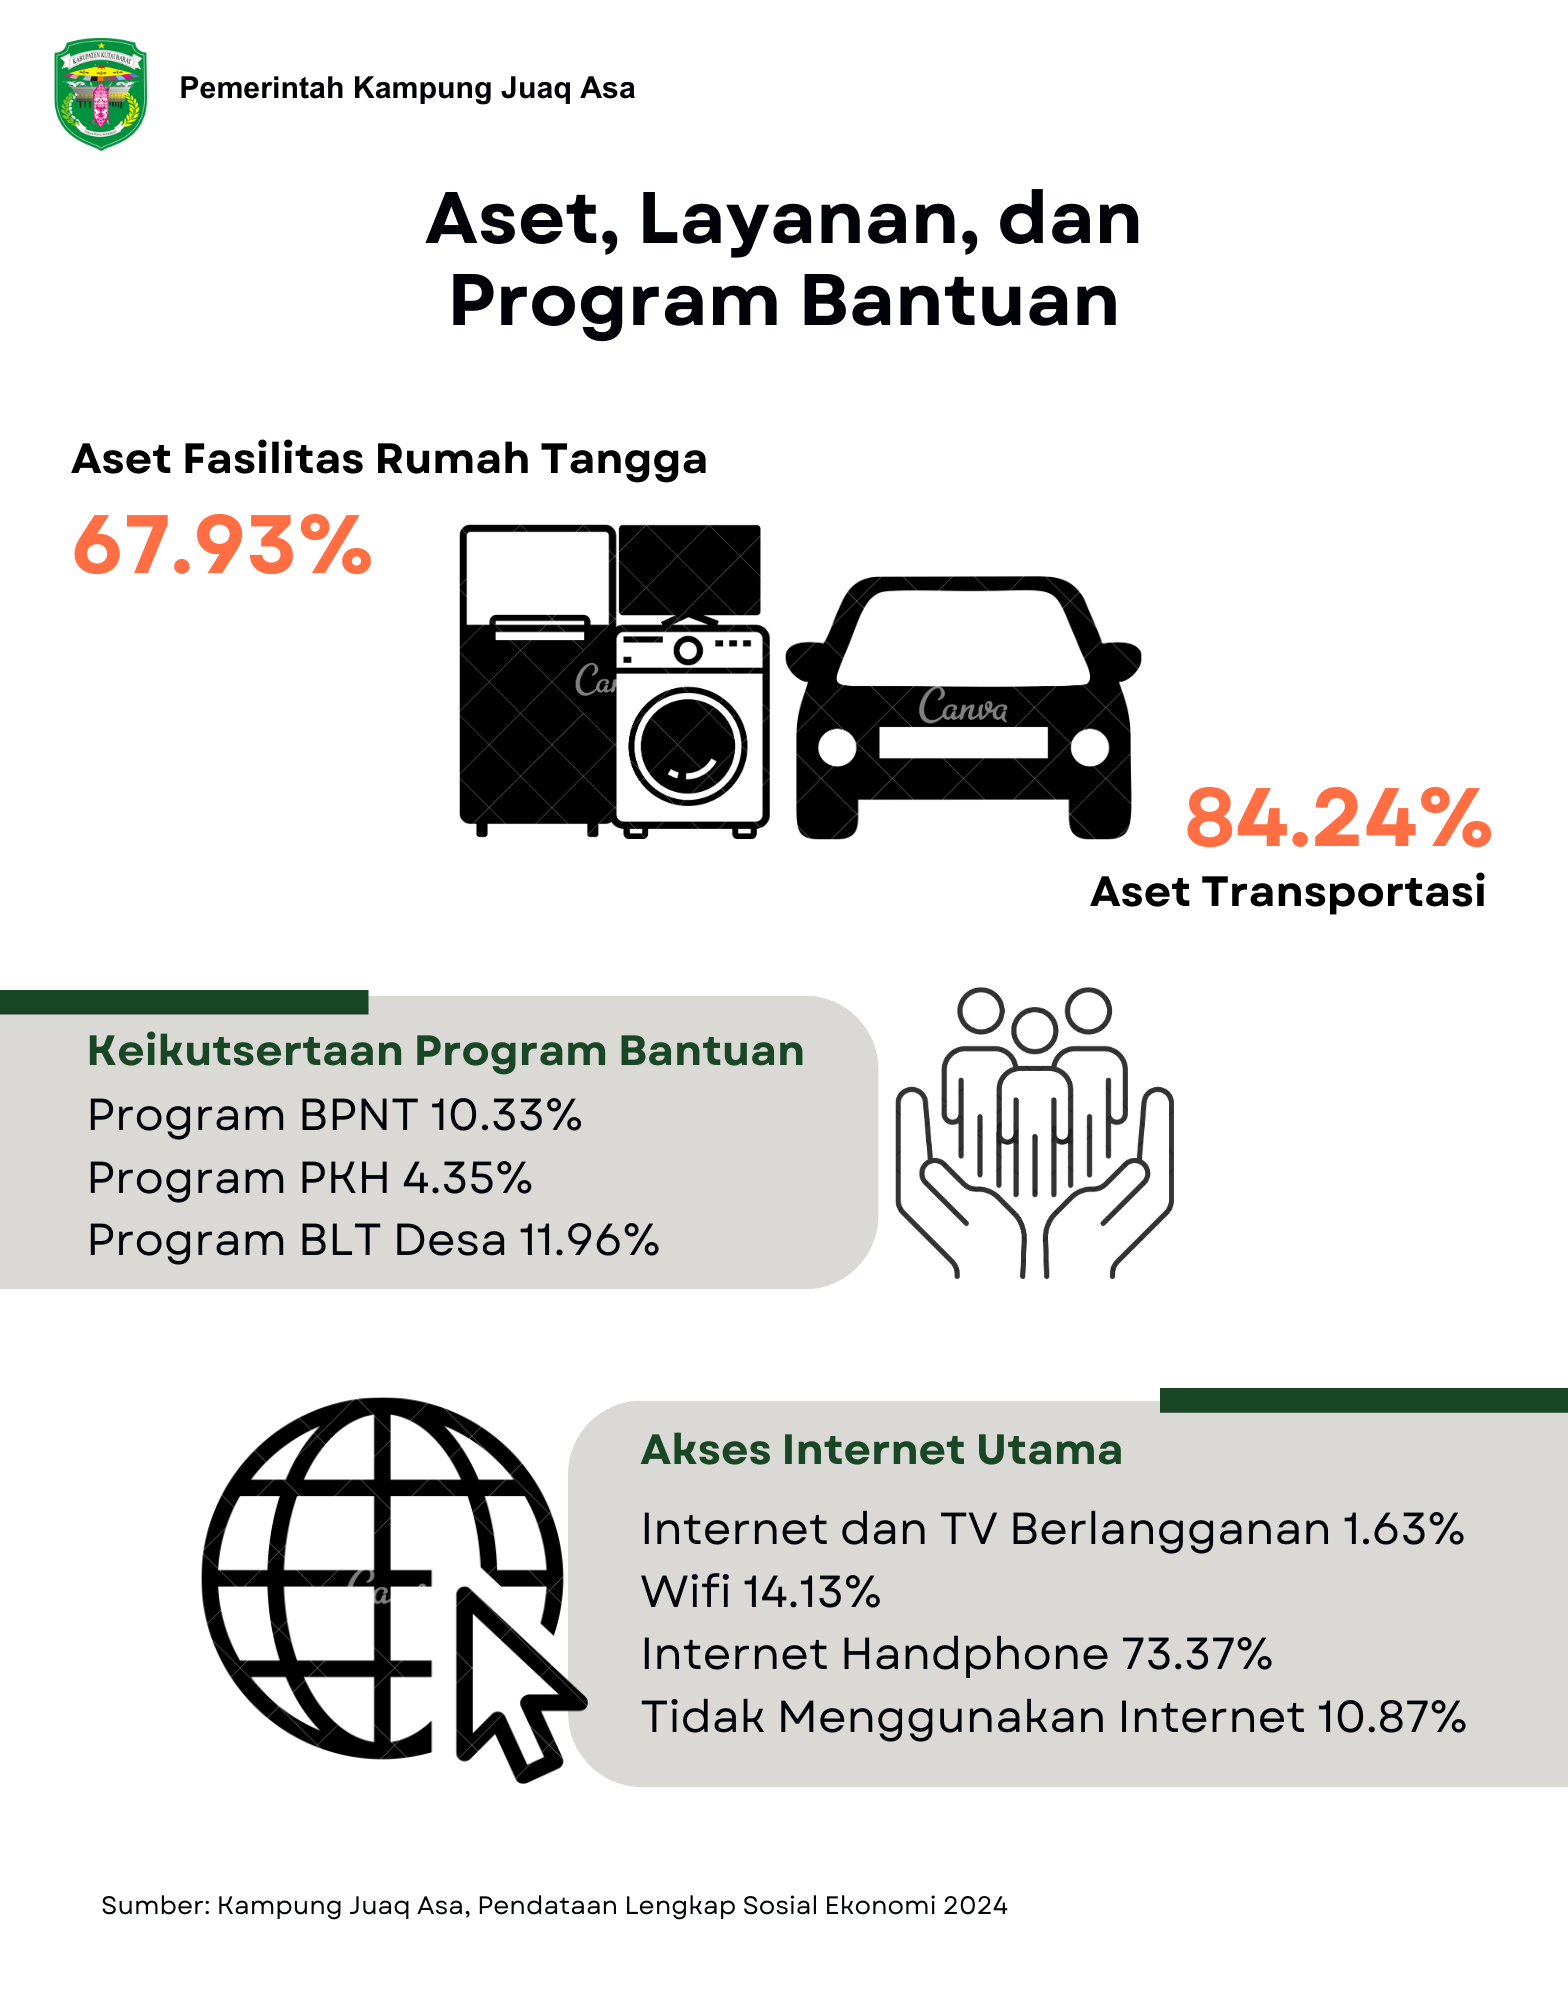 KABUPATEN KUTAI BARAT
Pemerintah Kampung Juaq Asa
Aset, Layanan, dan
Program Bantuan
Aset Fasilitas Rumah Tangga
67.93%
Canva
84.24%
Aset Transportasi
Keikutsertaan Program Bantuan
Program BPNT 10.33%
Program PKH 4.35%
Program BLT Desa 11.96%
Akses Internet Utama
Internet dan TV Berlangganan 1.63%
Wifi 14.13%
Internet Handphone 73.37%
Tidak Menggunakan Internet 10.87%
Sumber: Kampung Juaq Asa, Pendataan Lengkap Sosial Ekonomi 2024